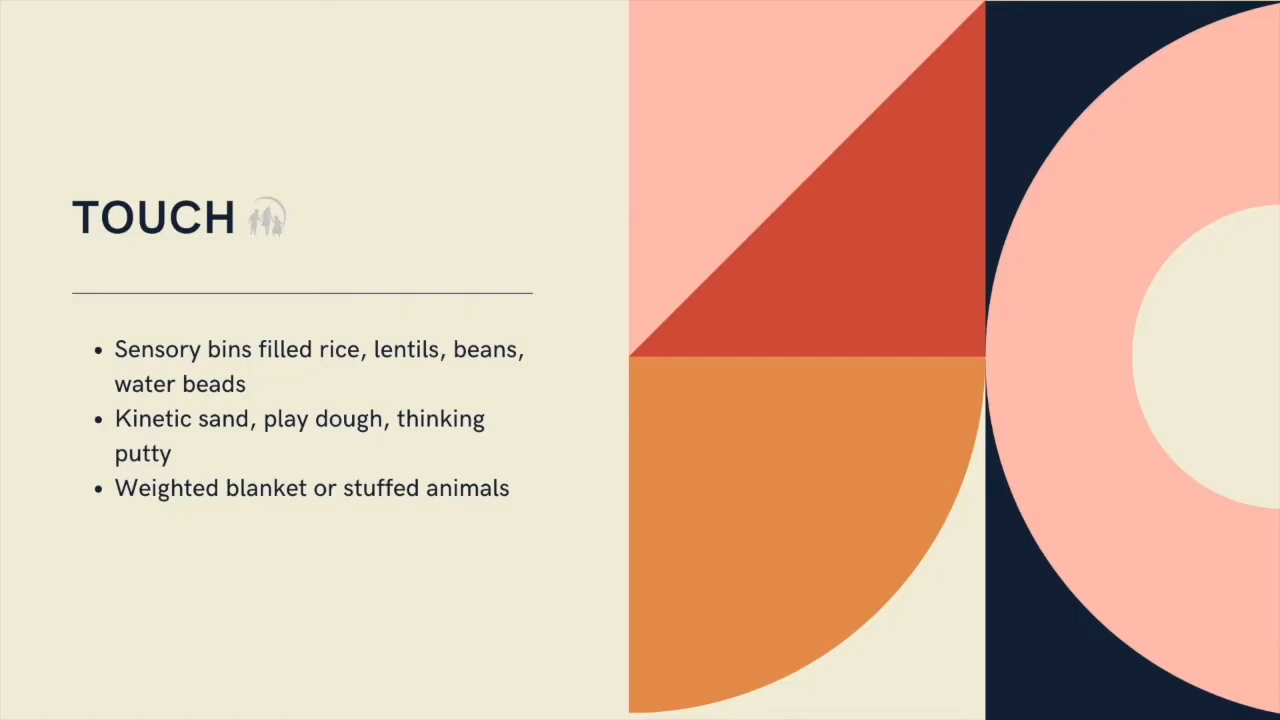 TOUCH
• Sensory bins filled rice, lentils, beans,
water beads
• Kinetic sand, play dough, thinking
putty
• Weighted blanket or stuffed animals